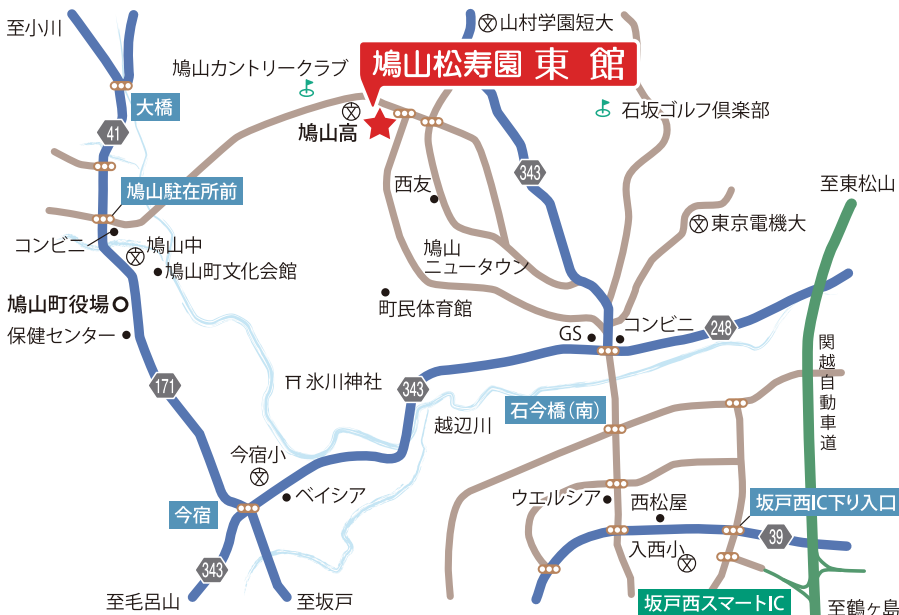 至小川
山村学園短大
鳩山カントリークラブ
鳩山松寿園 東館
大橋
石坂ゴルフ倶楽部
鳩山高
41
343
西友
至東松山
鳩山駐在所前
東京電機大
コンビニ
鳩山中
鳩山
ニュータウン
鳩山町文化会館
鳩山町役場
町民体育館
保健センター
GS
コンビニ
248
関越自動車道
171
氷川神社
343
石今橋(南)
越辺川
今宿小
ベイシア
ウエルシア
西松屋
坂戸西IC下り入口
今宿
39
入西小
343
至毛呂山
至坂戸
坂戸西スマートIC
至鶴ヶ島